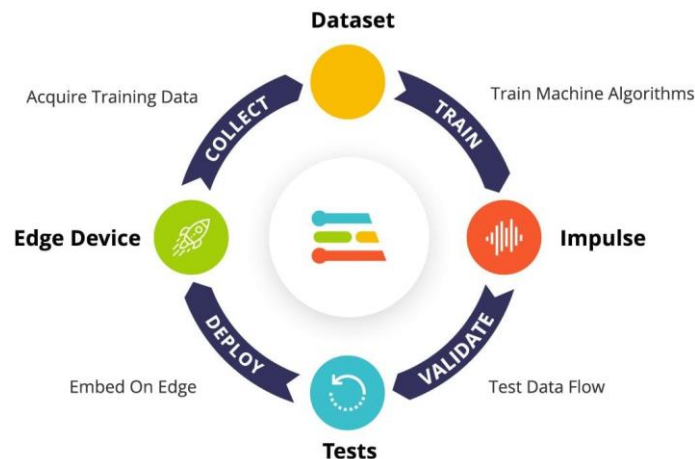 Dataset
Acquire Training Data
COLLECT
TRAIN
Train Machine Algorithms
Edge Device
Impulse
DEPLOY
VALIDATE
Embed On Edge
Test Data Flow
Tests